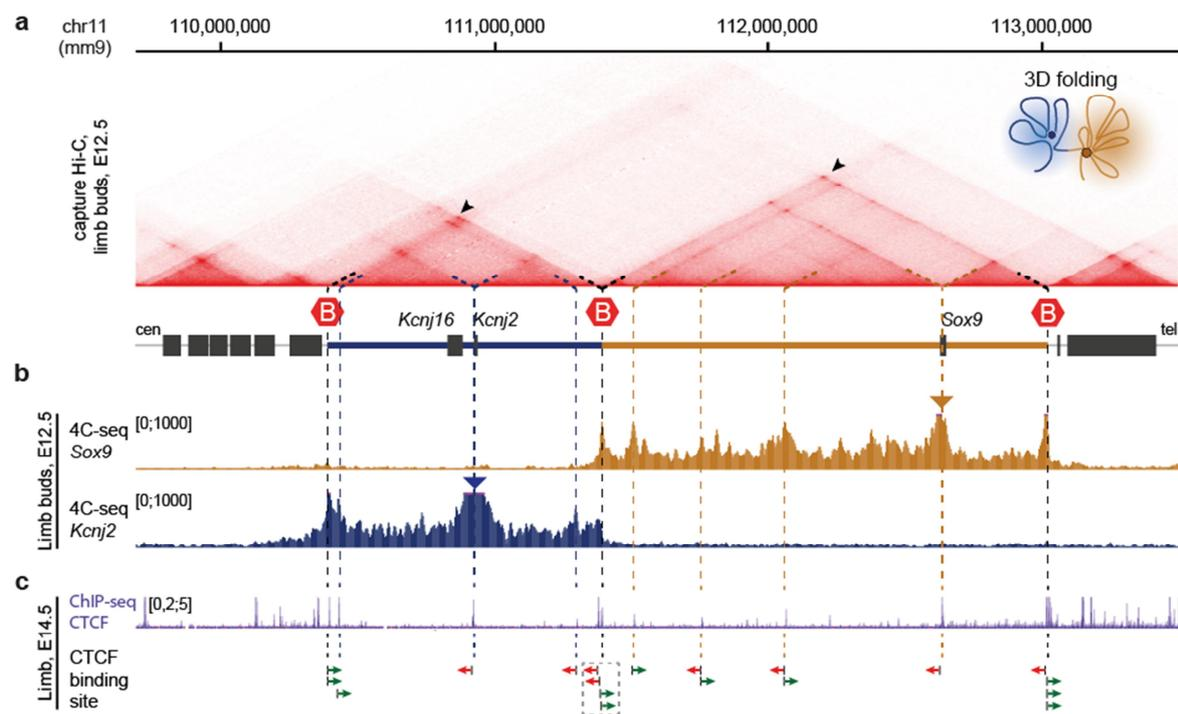 a
chr11 110,000,000 111,000,000 112,000,000 113,000,000
(mm9)
3D folding
capture Hi-C,
limb buds, E12.5
B B B
Kcnj16 Kcnj2 Sox9
cen tel
b
Limb buds, E12.5
4C-seq [0;1000]
Sox9
4C-seq [0;1000]
Kcnj2
c
Limb, E14.5
ChIP-seq [0,2;5]
CTCF
CTCF
binding
site